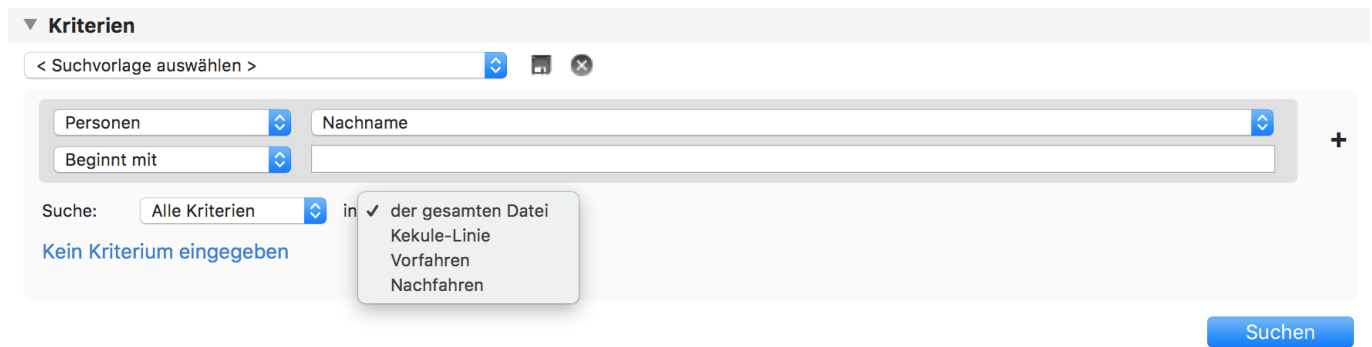 Kriterien
< Suchvorlage auswählen >
Personen
Nachname
Beginnt mit
+
Suche: Alle Kriterien in ✓ der gesamten Datei
Kekule-Linie
Vorfahren
Nachfahren
Kein Kriterium eingegeben
Suchen